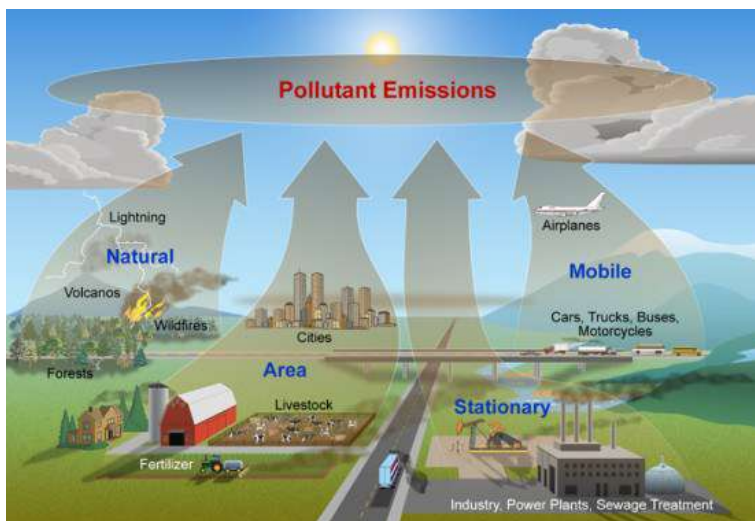 Pollutant Emissions
Lightning
Natural
Volcanos
Wildfires
Forests
Airplanes
Mobile
Cars, Trucks, Buses,
Motorcycles
Cities
Area
Livestock
Fertilizer
Stationary
Industry, Power Plants, Sewage Treatment